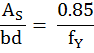 A_S/bd = 0.85/f_Y